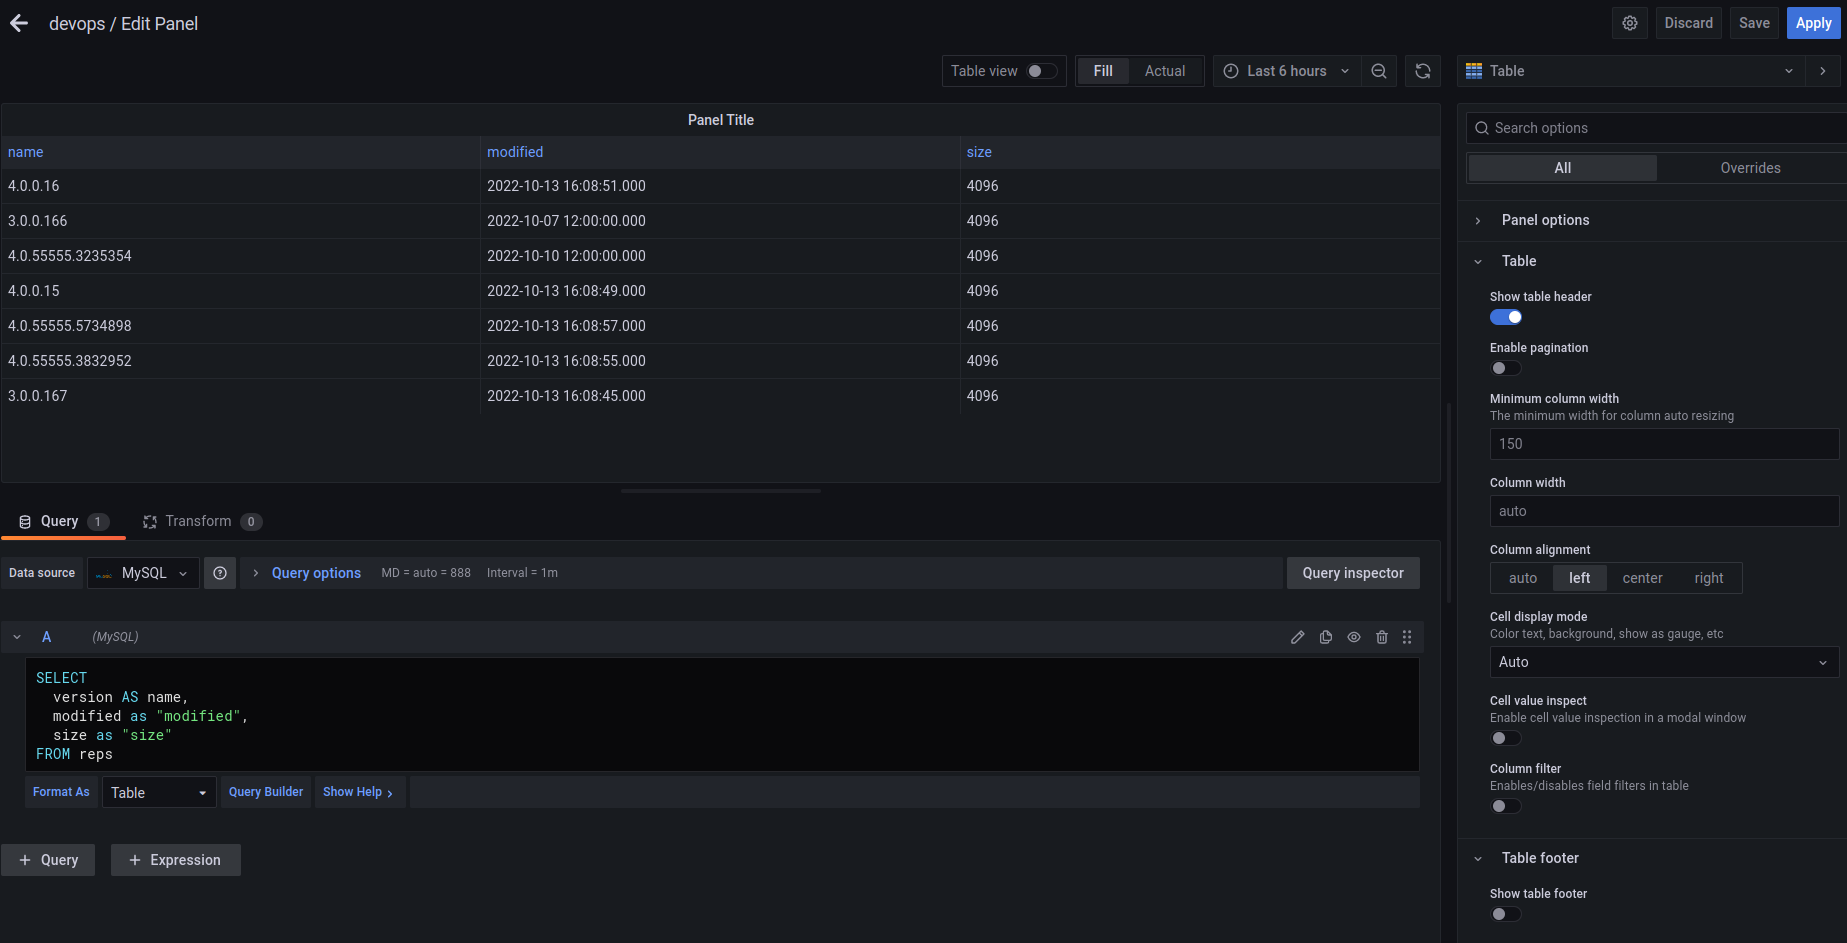 devops / Edit Panel
Discard
Save
Apply
Table view
Fill
Actual
Last 6 hours
Table
Panel Title
name modified size
4.0.0.16 2022-10-13 16:08:51.000 4096
3.0.0.166 2022-10-07 12:00:00.000 4096
4.0.55555.3235354 2022-10-10 12:00:00.000 4096
4.0.0.15 2022-10-13 16:08:49.000 4096
4.0.55555.5734898 2022-10-13 16:08:57.000 4096
4.0.55555.3832952 2022-10-13 16:08:55.000 4096
3.0.0.167 2022-10-13 16:08:45.000 4096
Query 1
Transform 0
Data source
MySQL
Query options
MD = auto = 888
Interval = 1m
Query inspector
A
(MySQL)
SELECT
version AS name,
modified as "modified",
size as "size"
FROM reps
Format As
Table
Query Builder
Show Help
+ Query
+ Expression
Search options
All
Overrides
Panel options
Table
Show table header
Enable pagination
Minimum column width
The minimum width for column auto resizing
150
Column width
auto
Column alignment
auto left center right
Cell display mode
Color text, background, show as gauge, etc
Auto
Cell value inspect
Enable cell value inspection in a modal window
Column filter
Enables/disables field filters in table
Table footer
Show table footer